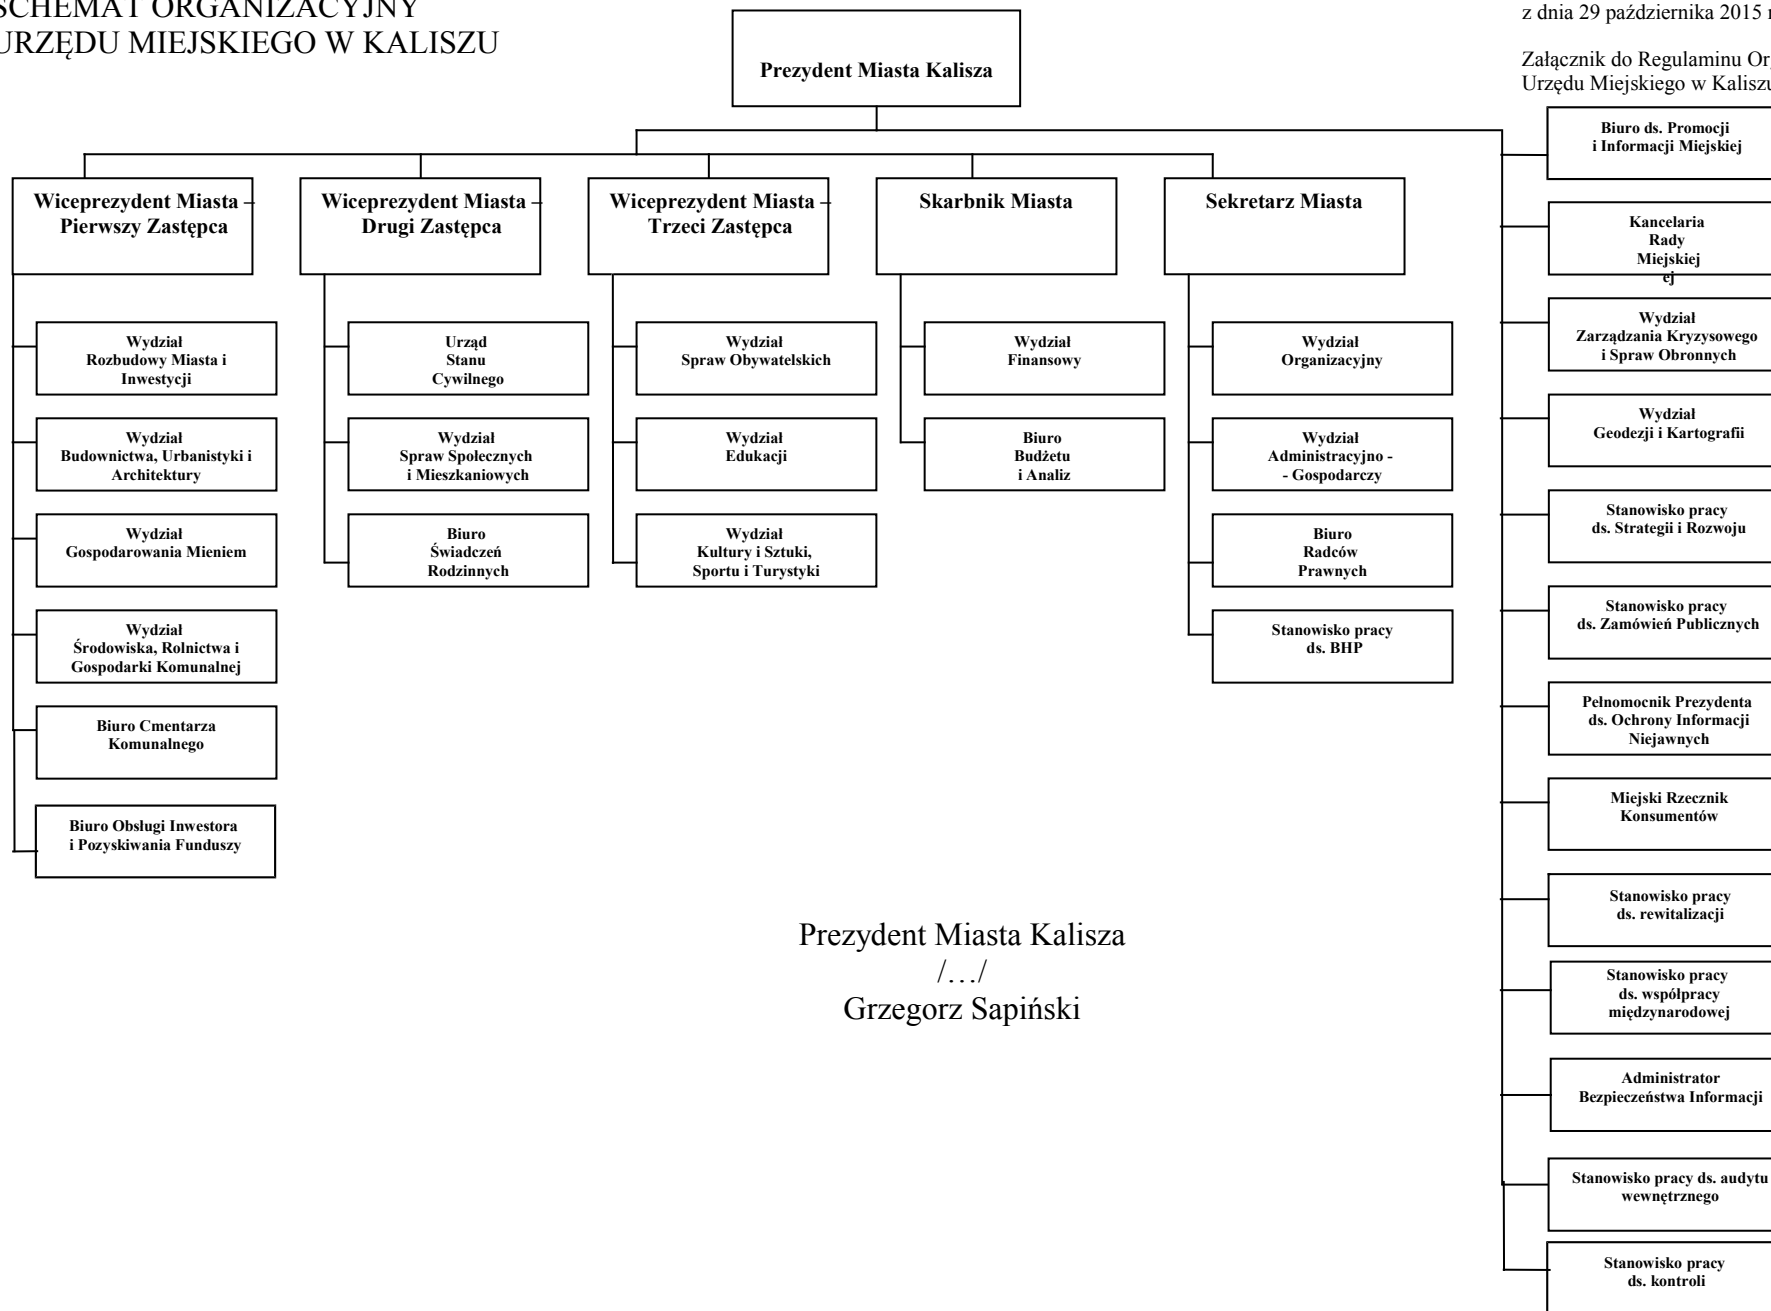 SCHEMAT ORGANIZACYJNY
URZĘDU MIEJSKIEGO W KALISZU
z dnia 29 października 2015
Załącznik do Regulaminu
Urzędu Miejskiego w Kaliszu
Prezydent Miasta Kalisza
Wiceprezydent Miasta –
Pierwszy Zastępca
Wiceprezydent Miasta –
Drugi Zastępca
Wiceprezydent Miasta –
Trzeci Zastępca
Skarbnik Miasta
Sekretarz Miasta
Wydział
Rozbudowy Miasta i
Inwestycji
Wydział
Budownictwa, Urbanistyki i
Architektury
Wydział
Gospodarowania Mieniem
Wydział
Środowiska, Rolnictwa i
Gospodarki Komunalnej
Biuro Cmentarza
Komunalnego
Biuro Obsługi Inwestora
i Pozyskiwania Funduszy
Urząd
Stanu
Cywilnego
Wydział
Spraw Społecznych
i Mieszkaniowych
Biuro
Świadczeń
Rodzinnych
Wydział
Spraw Obywatelskich
Wydział
Edukacji
Wydział
Kultury i Sztuki,
Sportu i Turystyki
Wydział
Finansowy
Biuro
Budżetu
i Analiz
Wydział
Organizacyjny
Wydział
Administracyjno -
- Gospodarczy
Biuro
Radców
Prawnych
Stanowisko pracy
ds. BHP
Biuro ds. Promocji
i Informacji Miejskiej
Kancelaria
Rady
Miejskiej
ej
Wydział
Zarządzania Kryzysowego
i Spraw Obronnych
Wydział
Geodezji i Kartografii
Stanowisko pracy
ds. Strategii i Rozwoju
Stanowisko pracy
ds. Zamówień Publicznych
Pełnomocnik Prezydenta
ds. Ochrony Informacji
Niejawnych
Miejski Rzecznik
Konsumentów
Stanowisko pracy
ds. rewitalizacji
Stanowisko pracy
ds. współpracy
międzynarodowej
Administrator
Bezpieczeństwa Informacji
Stanowisko pracy ds. audytu
wewnętrznego
Stanowisko pracy
ds. kontroli
Prezydent Miasta Kalisza
/…/
Grzegorz Sapiński